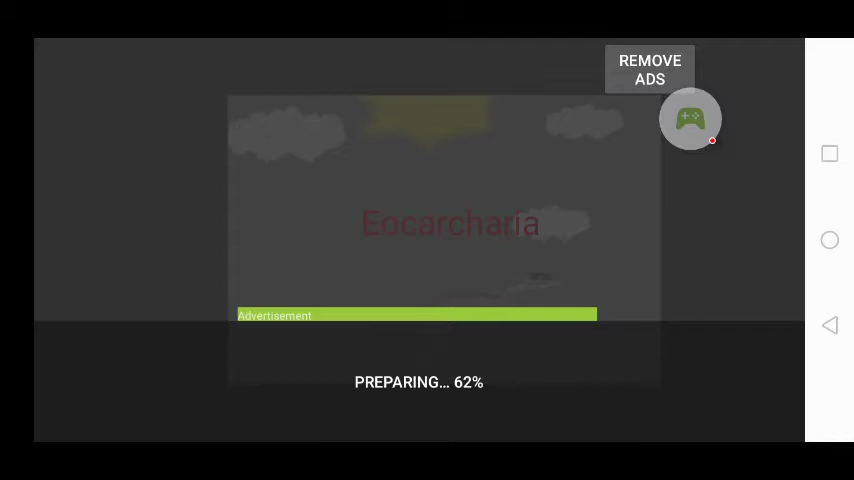 REMOVE
ADS
Eocarcharia
Advertisement
PREPARING... 62%